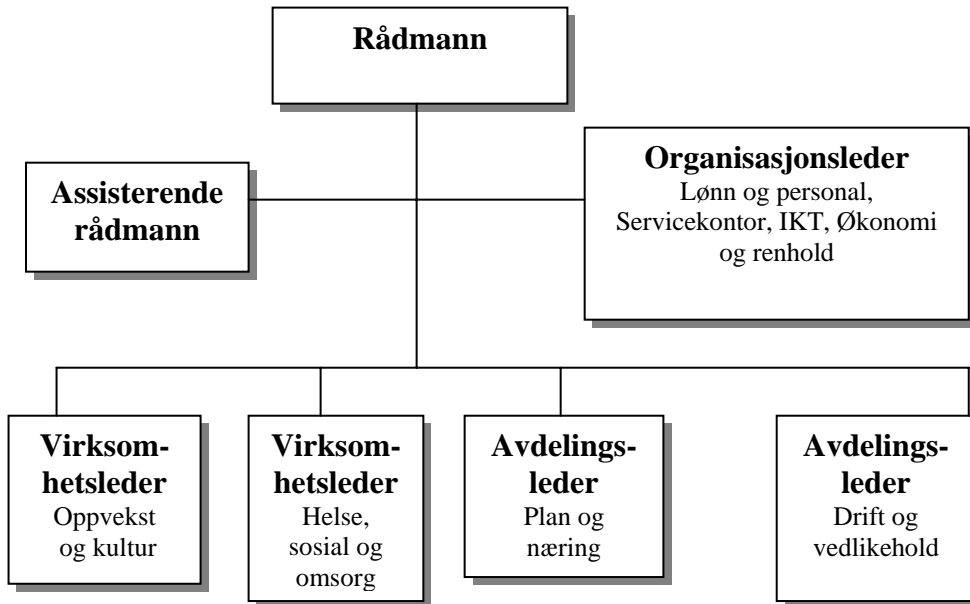 Rådmann
Assisterende
rådmann
Organisasjonsleder
Lønn og personal,
Servicekontor, IKT, Økonomi
og renhold
Virksom-
hetsleder
Oppvekst
og kultur
Virksom-
hetsleder
Helse,
sosial og
omsorg
Avdelings-
leder
Plan og
næring
Avdelings-
leder
Drift og
vedlikehold